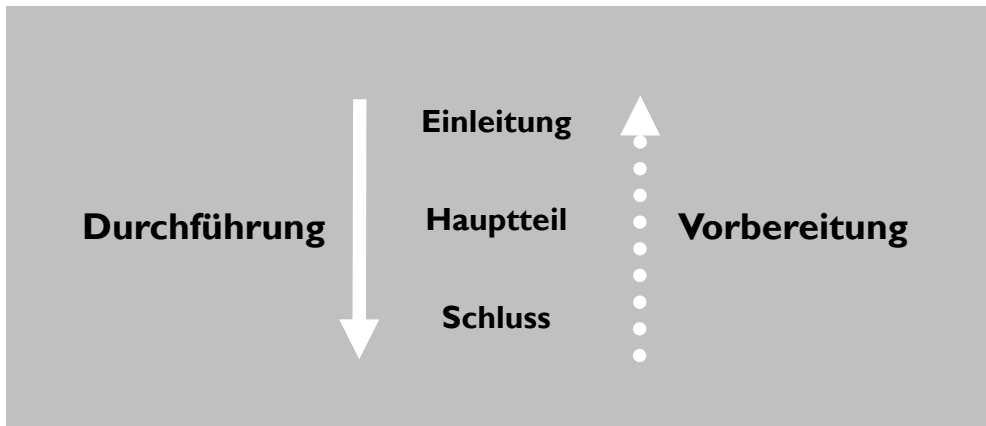 Einleitung
Durchführung
Hauptteil
Vorbereitung
Schluss